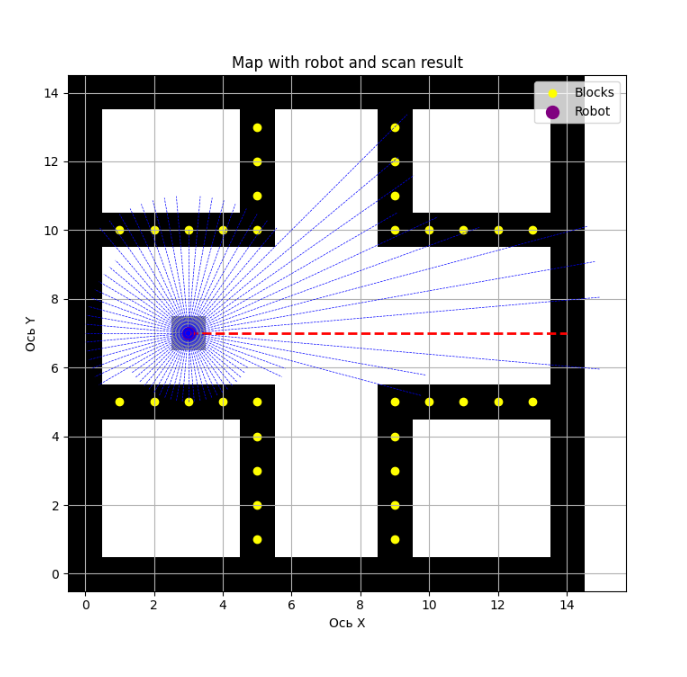 Map with robot and scan result
Blocks
Robot
14
12
10
8
6
4
2
0
Ось Y
0 2 4 6 8 10 12 14
Ось X